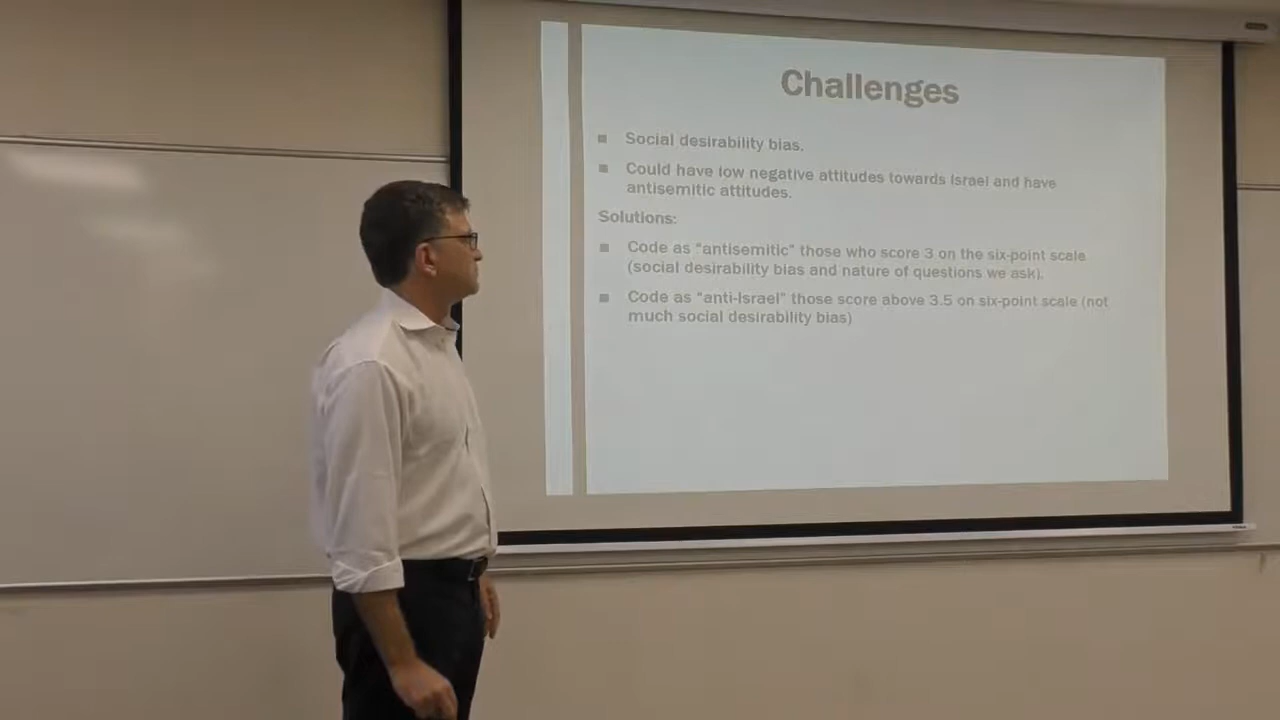 Challenges
Social desirability bias.
Could have low negative attitudes towards Israel and have
antisemitic attitudes.
Solutions:
Code as “antisemitic” those who score 3 on the six-point scale
(social desirability bias and nature of questions we ask).
Code as “anti-Israel” those score above 3.5 on six-point scale (not
much social desirability bias)